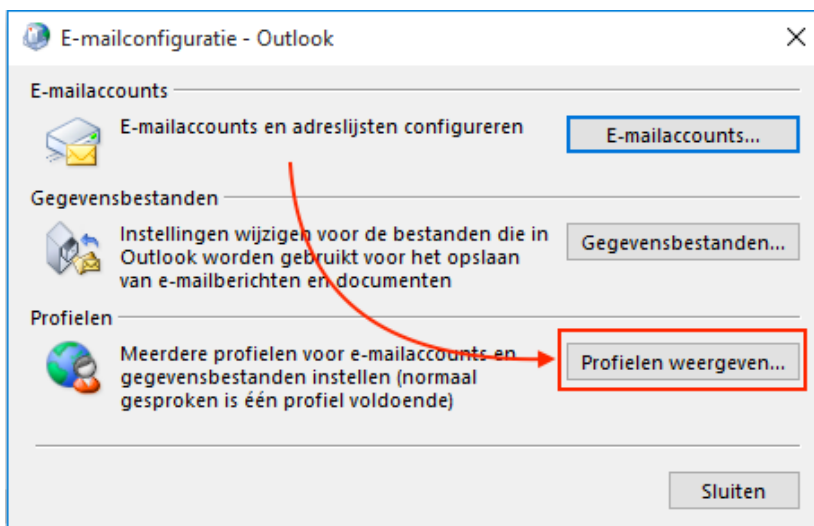 E-mailconfiguratie - Outlook
E-mailaccounts
E-mailaccounts en adreslijsten configureren
E-mailaccounts...
Gegevensbestanden
Instellingen wijzigen voor de bestanden die in
Outlook worden gebruikt voor het opslaan
van e-mailberichten en documenten
Gegevensbestanden...
Profielen
Meerdere profielen voor e-mailaccounts en
gegevensbestanden instellen (normaal
gesproken is één profiel voldoende)
Profielen weergeven...
Sluiten